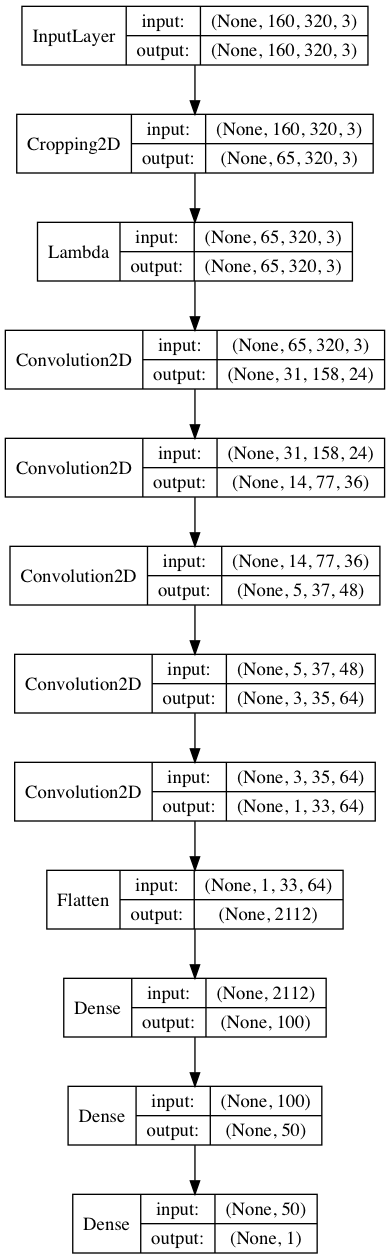 InputLayer
input: (None, 160, 320, 3)
output: (None, 160, 320, 3)
Cropping2D
input: (None, 160, 320, 3)
output: (None, 65, 320, 3)
Lambda
input: (None, 65, 320, 3)
output: (None, 65, 320, 3)
Convolution2D
input: (None, 65, 320, 3)
output: (None, 31, 158, 24)
Convolution2D
input: (None, 31, 158, 24)
output: (None, 14, 77, 36)
Convolution2D
input: (None, 14, 77, 36)
output: (None, 5, 37, 48)
Convolution2D
input: (None, 5, 37, 48)
output: (None, 3, 35, 64)
Convolution2D
input: (None, 3, 35, 64)
output: (None, 1, 33, 64)
Flatten
input: (None, 1, 33, 64)
output: (None, 2112)
Dense
input: (None, 2112)
output: (None, 100)
Dense
input: (None, 100)
output: (None, 50)
Dense
input: (None, 50)
output: (None, 1)